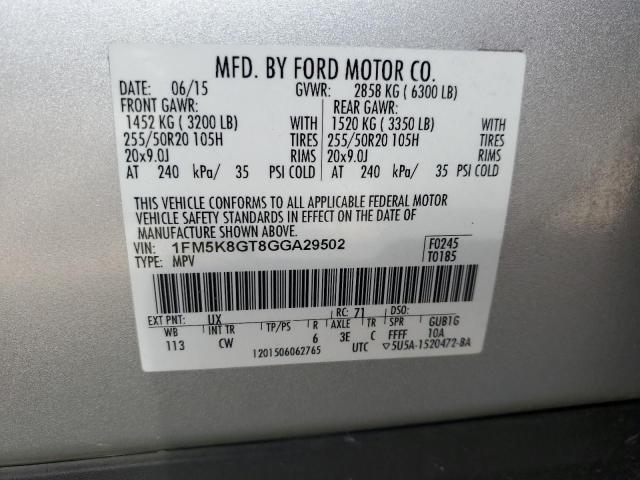 MFD. BY FORD MOTOR CO.
DATE: 06/15 GVWR: 2858 KG ( 6300 LB)
FRONT GAWR: REAR GAWR:
1452 KG ( 3200 LB) WITH 1520 KG ( 3350 LB) WITH
255/50R20 105H TIRES 255/50R20 105H TIRES
20x9.0J RIMS 20x9.0J RIMS
AT 240 kPa/ 35 PSI COLD AT 240 kPa/ 35 PSI COLD
THIS VEHICLE CONFORMS TO ALL APPLICABLE FEDERAL MOTOR
VEHICLE SAFETY STANDARDS IN EFFECT ON THE DATE OF
MANUFACTURE SHOWN ABOVE.
VIN: 1FM5K8GT8GGA29502 F0245
TYPE: MPV T0185
EXT PNT: UX RC: 71 DSO:
WB INT TR TP/PS R AXLE TR SPR GUB1G
113 CW 6 3E C FFFF 10A
1201506062765 UTC ▽5U5A-1520472-BA